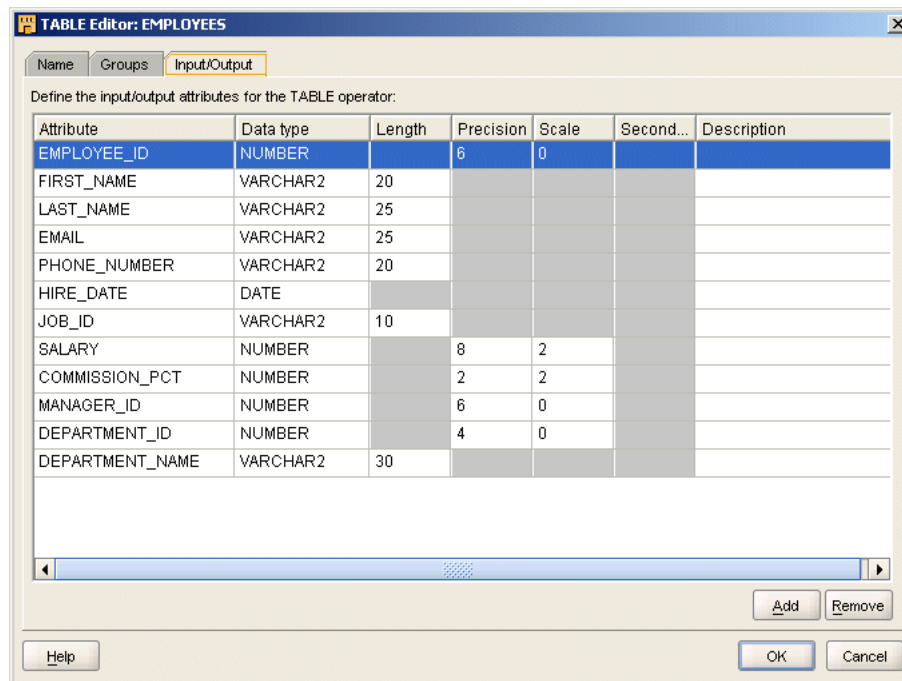 TABLE Editor: EMPLOYEES
Name Groups Input/Output
Define the input/output attributes for the TABLE operator:
Attribute Data type Length Precision Scale Second... Description
EMPLOYEE_ID NUMBER 6 0
FIRST_NAME VARCHAR2 20
LAST_NAME VARCHAR2 25
EMAIL VARCHAR2 25
PHONE_NUMBER VARCHAR2 20
HIRE_DATE DATE
JOB_ID VARCHAR2 10
SALARY NUMBER 8 2
COMMISSION_PCT NUMBER 2 2
MANAGER_ID NUMBER 6 0
DEPARTMENT_ID NUMBER 4 0
DEPARTMENT_NAME VARCHAR2 30
Add Remove
Help OK Cancel